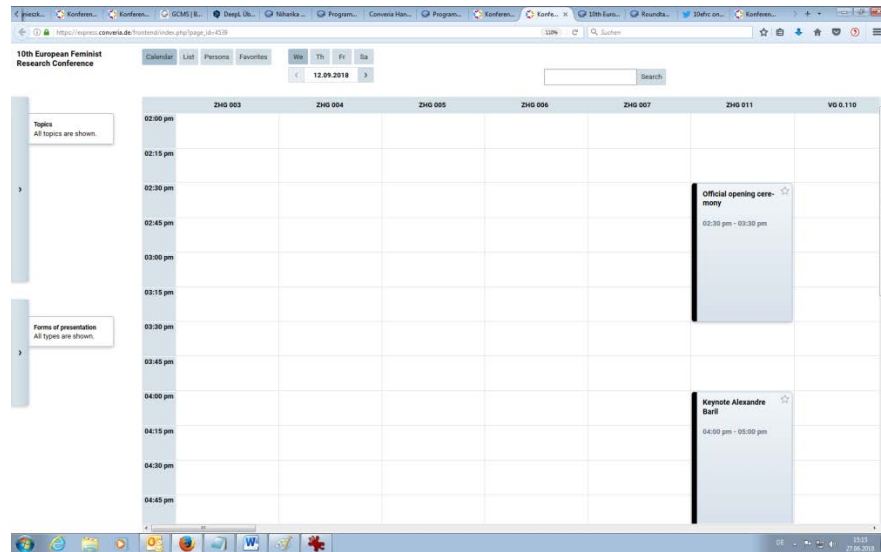 Konferen...
Konferen...
GCMS | B...
DeepL Üb...
Niharika ...
Program...
Converia Han...
Program...
Konferen...
Konfe...
10th Euro...
Roundta...
10efrc on...
Konferen...
https://express.converia.de/frontend/index.php?page_id=4539
110%
Suchen
10th European Feminist
Research Conference
Calendar List Persons Favorites
We Th Fr Sa
12.09.2018
Search
ZHG 003 ZHG 004 ZHG 005 ZHG 006 ZHG 007 ZHG 011 VG 0.110
Topics
All topics are shown.
Forms of presentation
All types are shown.
02:00 pm
02:15 pm
02:30 pm
02:45 pm
03:00 pm
03:15 pm
03:30 pm
03:45 pm
04:00 pm
04:15 pm
04:30 pm
04:45 pm
Official opening cere-
mony
02:30 pm - 03:30 pm
Keynote Alexandre
Baril
04:00 pm - 05:00 pm
DE
15:15
27.06.2018